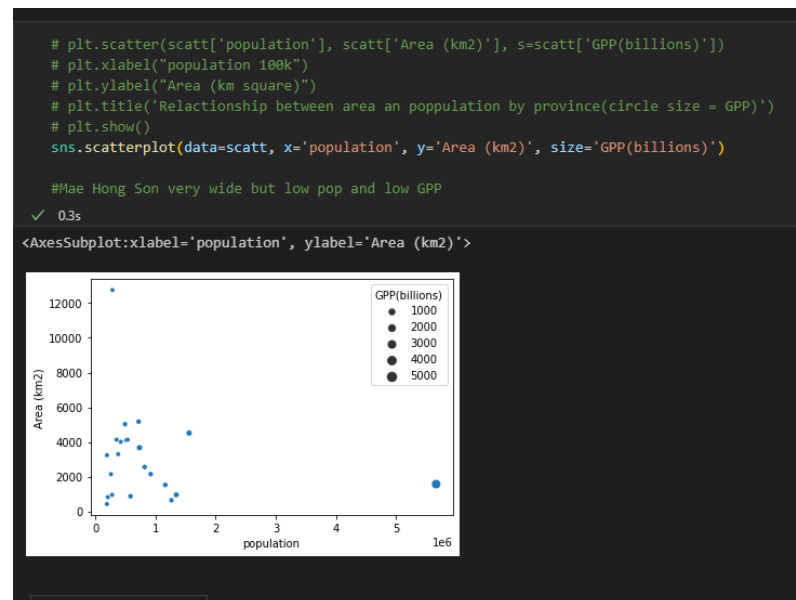 # plt.scatter(scatt['population'], scatt['Area (km2)'], s=scatt['GPP(billions)'])
# plt.xlabel("population 100k")
# plt.ylabel("Area (km square)")
# plt.title('Relactionship between area an poppulation by province(circle size = GPP)')
# plt.show()
sns.scatterplot(data=scatt, x='population', y='Area (km2)', size='GPP(billions)')
#Mae Hong Son very wide but low pop and low GPP
✓ 0.3s
<AxesSubplot:xlabel='population', ylabel='Area (km2)'>
GPP(billions)
1000
2000
3000
4000
5000
12000
10000
8000
6000
4000
2000
0
Area (km2)
0 1 2 3 4 5
1e6
population